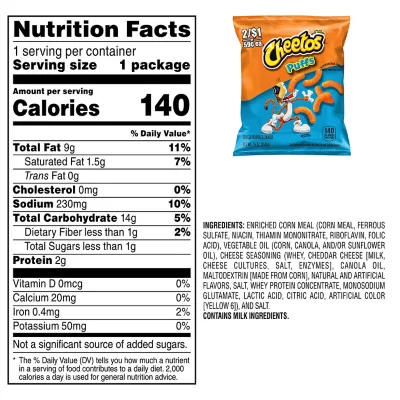 Nutrition Facts
1 serving per container
Serving size 1 package
Amount per serving
Calories 140
% Daily Value*
Total Fat 9g 11%
Saturated Fat 1.5g 7%
Trans Fat 0g
Cholesterol 0mg 0%
Sodium 230mg 10%
Total Carbohydrate 14g 5%
Dietary Fiber less than 1g 2%
Total Sugars less than 1g
Protein 2g
Vitamin D 0mcg 0%
Calcium 20mg 0%
Iron 0.4mg 2%
Potassium 50mg 0%
Not a significant source of added sugars.
* The % Daily Value (DV) tells you how much a nutrient
in a serving of food contributes to a daily diet. 2,000
calories a day is used for general nutrition advice.
2/$1
59¢ ea
Cheetos
Puffs
140
INGREDIENTS: ENRICHED CORN MEAL (CORN MEAL, FERROUS
SULFATE, NIACIN, THIAMIN MONONITRATE, RIBOFLAVIN, FOLIC
ACID), VEGETABLE OIL (CORN, CANOLA, AND/OR SUNFLOWER
OIL), CHEESE SEASONING (WHEY, CHEDDAR CHEESE [MILK,
CHEESE CULTURES, SALT, ENZYMES], CANOLA OIL,
MALTODEXTRIN [MADE FROM CORN], NATURAL AND ARTIFICIAL
FLAVORS, SALT, WHEY PROTEIN CONCENTRATE, MONOSODIUM
GLUTAMATE, LACTIC ACID, CITRIC ACID, ARTIFICIAL COLOR
[YELLOW 6]), AND SALT.
CONTAINS MILK INGREDIENTS.